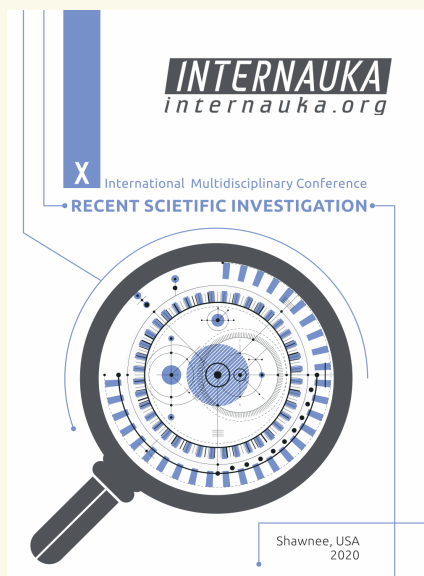 INTERNAUKA
internauka.org
X
International Multidisciplinary Conference
RECENT SCIETIFIC INVESTIGATION
Shawnee, USA
2020